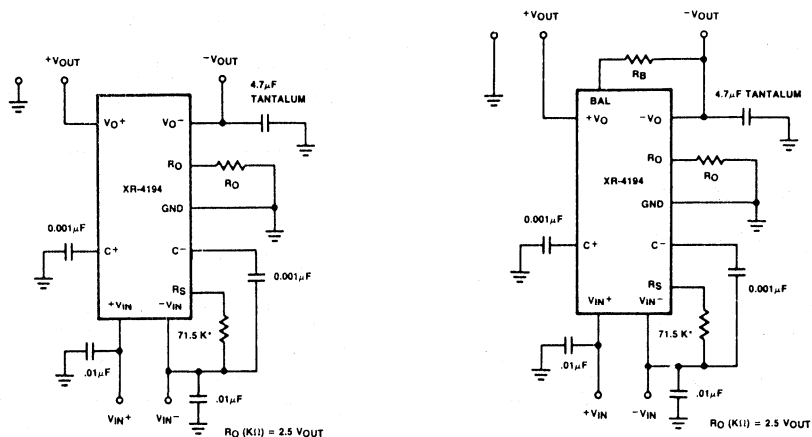 +VOUT
−VOUT
4.7µF
TANTALUM
VO+
VO−
RO
RO
XR-4194
GND
0.001µF
C+
C−
0.001µF
RS
+VIN
−VIN
71.5 K*
.01µF
.01µF
VIN+
VIN−
RO (KΩ) = 2.5 VOUT
+VOUT
−VOUT
RB
BAL
4.7µF TANTALUM
+VO
−VO
RO
RO
XR-4194
GND
0.001µF
C+
C−
0.001µF
RS
VIN+
VIN−
71.5K*
.01µF
.01µF
+VIN
−VIN
RO (KΩ) = 2.5 VOUT